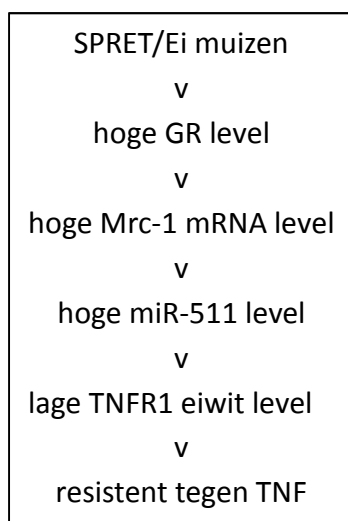 SPRET/Ei muizen
v
hoge GR level
v
hoge Mrc-1 mRNA level
v
hoge miR-511 level
v
lage TNFR1 eiwit level
v
resistent tegen TNF